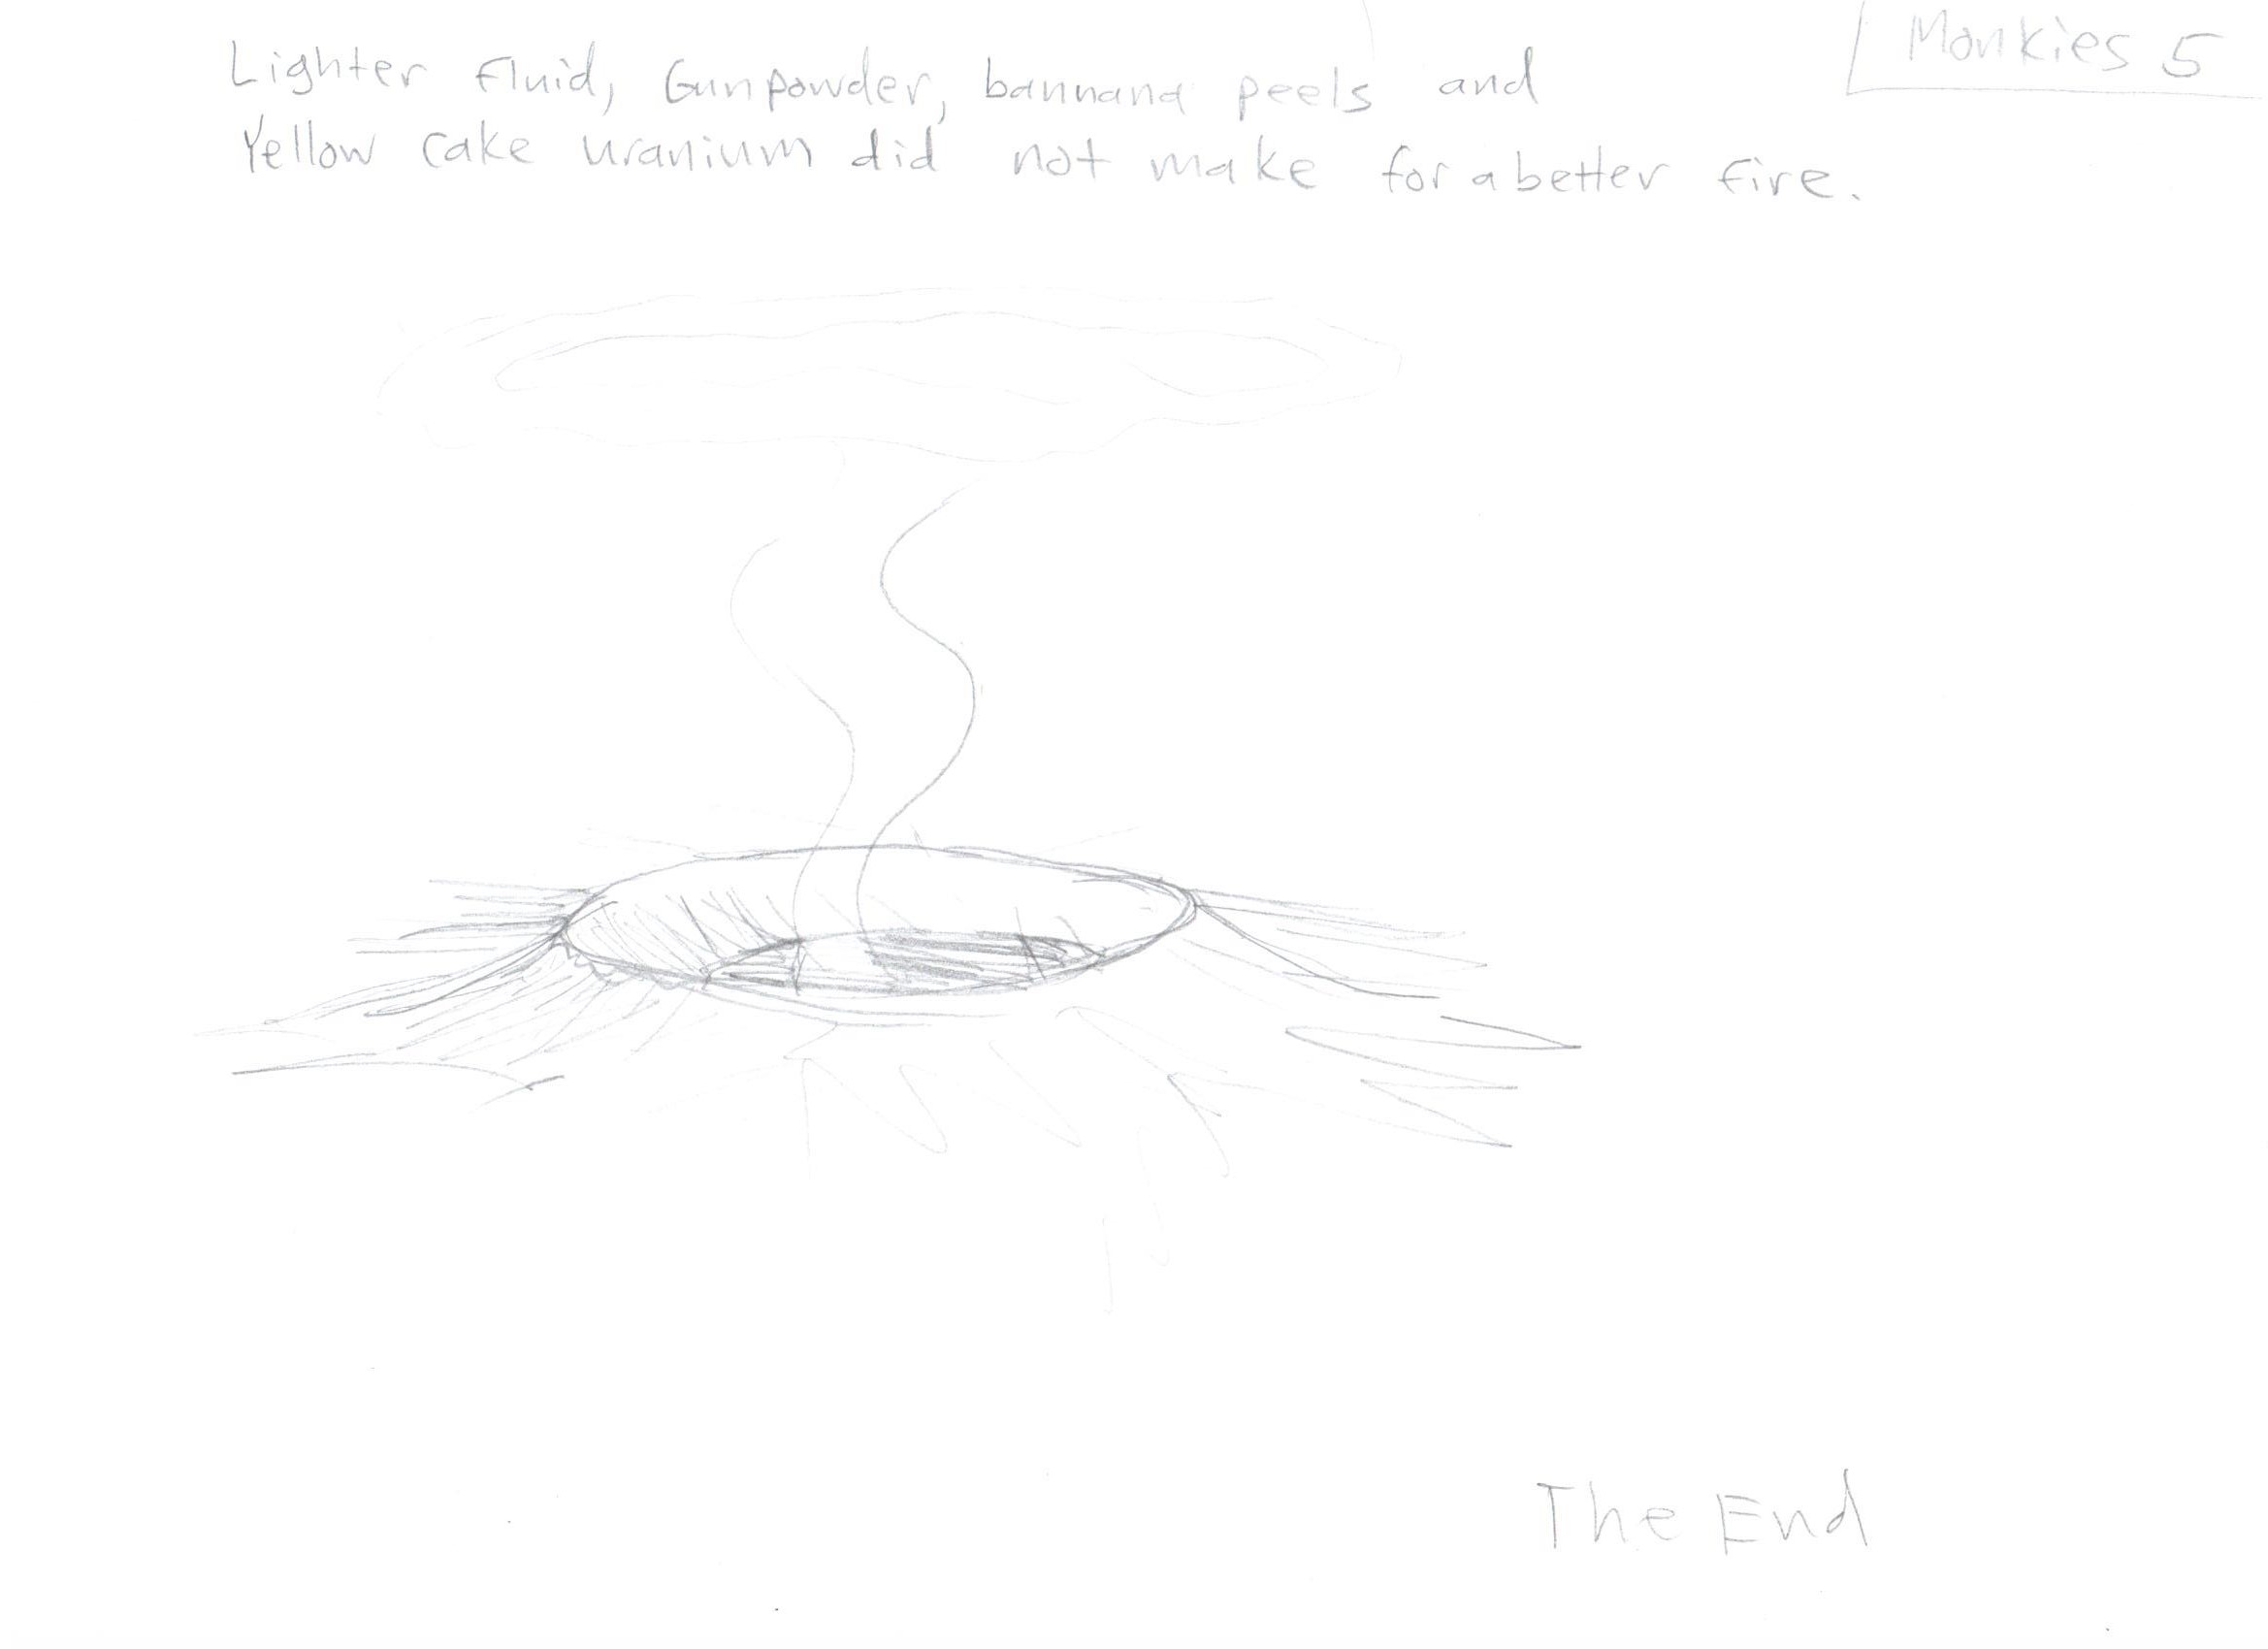 Monkies 5
Lighter Fluid, Gunpowder, bannana peels and
Yellow cake uranium did not make for a better fire.
The End